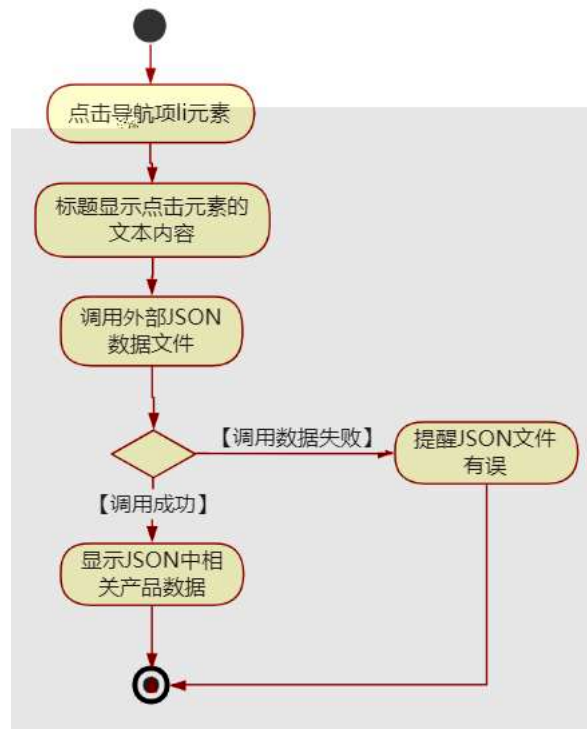 点击导航项li元素
标题显示点击元素的
文本内容
调用外部JSON
数据文件
【调用数据失败】
提醒JSON文件
有误
【调用成功】
显示JSON中相
关产品数据